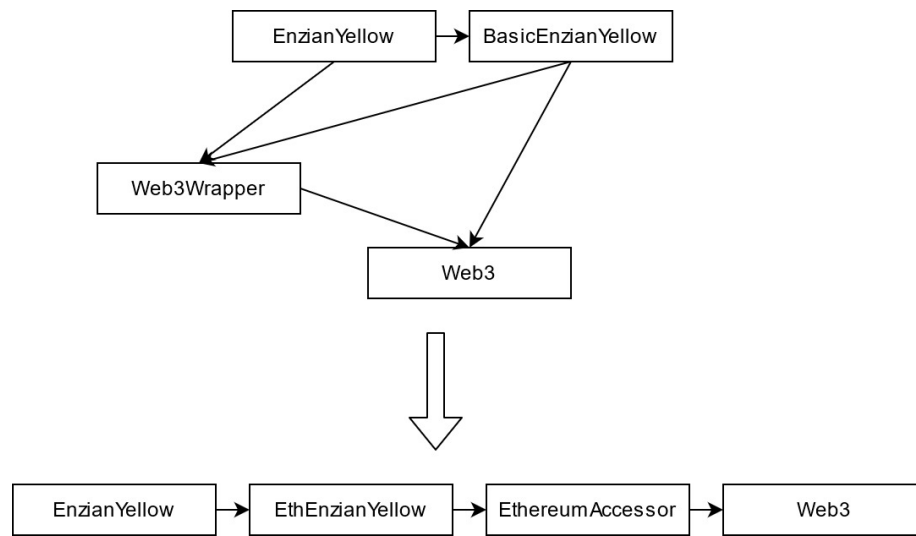 EnzianYellow
BasicEnzianYellow
Web3Wrapper
Web3
EnzianYellow
EthEnzianYellow
EthereumAccessor
Web3